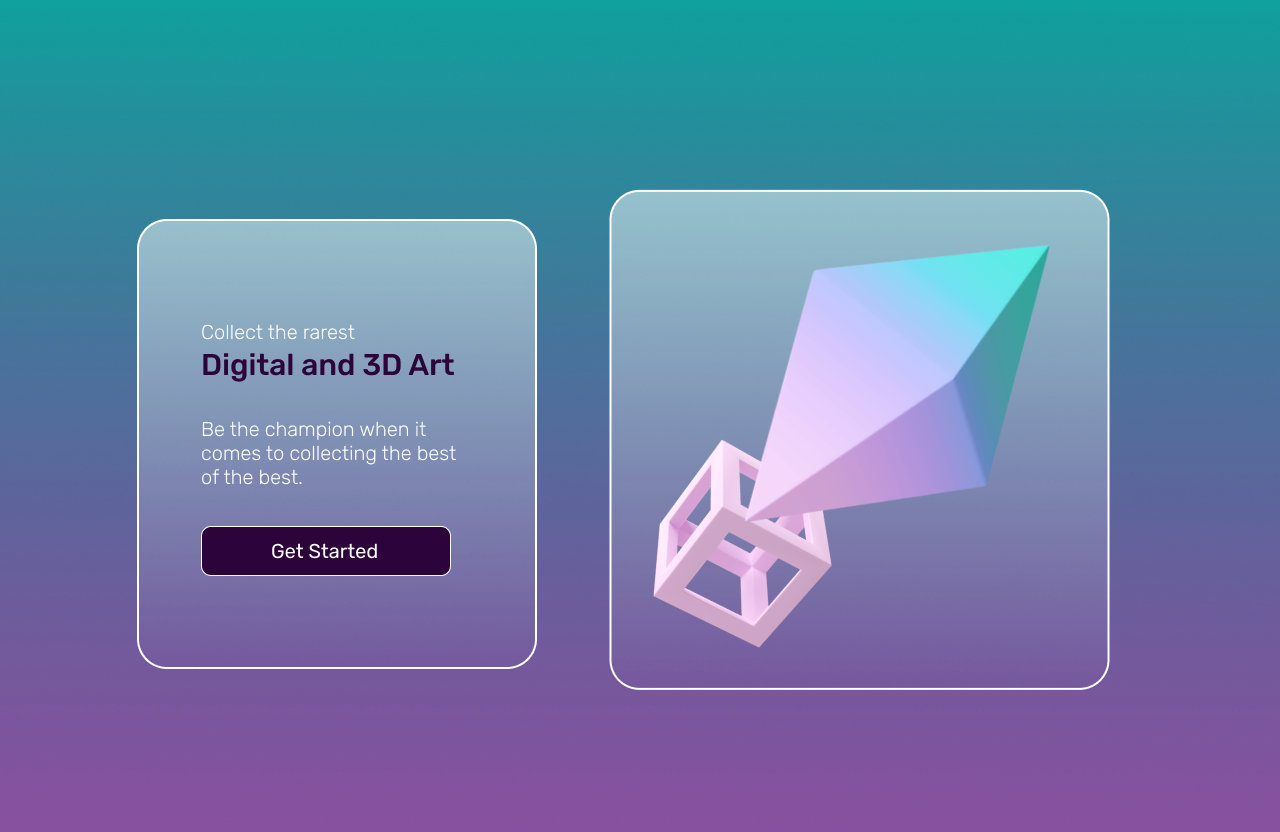 Collect the rarest
Digital and 3D Art
Be the champion when it
comes to collecting the best
of the best.
Get Started